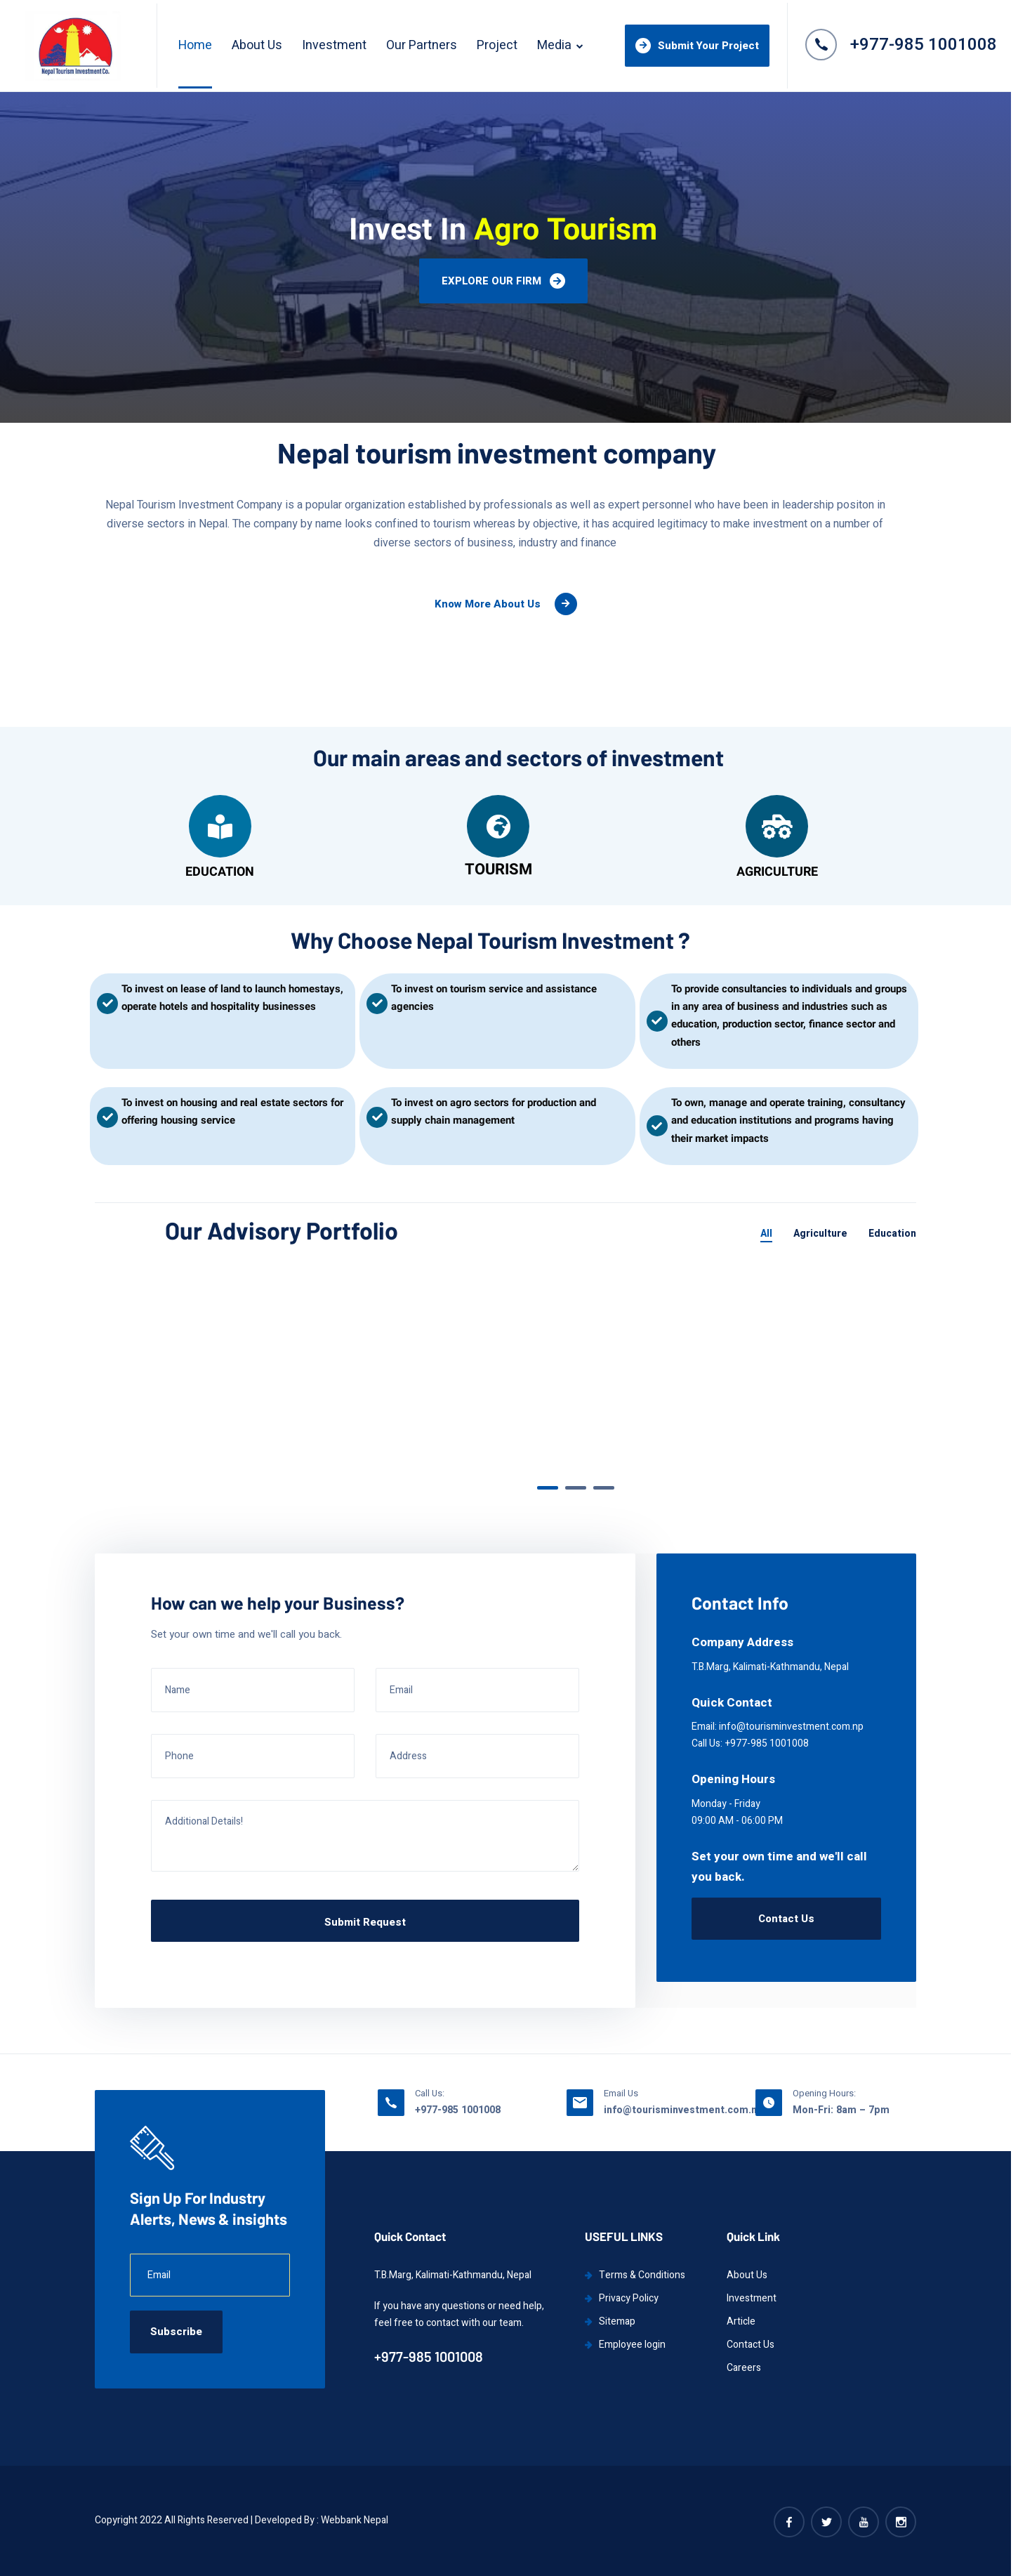 Nepal Tourism Investment Co.
Home
About Us
Investment
Our Partners
Project
Media
Submit Your Project
+977-985 1001008
Invest In Agro Tourism
EXPLORE OUR FIRM
Nepal tourism investment company
Nepal Tourism Investment Company is a popular organization established by professionals as well as expert personnel who have been in leadership positon in
diverse sectors in Nepal. The company by name looks confined to tourism whereas by objective, it has acquired legitimacy to make investment on a number of
diverse sectors of business, industry and finance
Know More About Us
Our main areas and sectors of investment
EDUCATION
TOURISM
AGRICULTURE
Why Choose Nepal Tourism Investment ?
To invest on lease of land to launch homestays,
operate hotels and hospitality businesses
To invest on tourism service and assistance
agencies
To provide consultancies to individuals and groups
in any area of business and industries such as
education, production sector, finance sector and
others
To invest on housing and real estate sectors for
offering housing service
To invest on agro sectors for production and
supply chain management
To own, manage and operate training, consultancy
and education institutions and programs having
their market impacts
Our Advisory Portfolio
All
Agriculture
Education
How can we help your Business?
Set your own time and we'll call you back.
Name
Email
Phone
Address
Additional Details!
Submit Request
Contact Info
Company Address
T.B.Marg, Kalimati-Kathmandu, Nepal
Quick Contact
Email: info@tourisminvestment.com.np
Call Us: +977-985 1001008
Opening Hours
Monday - Friday
09:00 AM - 06:00 PM
Set your own time and we'll call
you back.
Contact Us
Call Us:
+977-985 1001008
Email Us
info@tourisminvestment.com.n
Opening Hours:
Mon-Fri: 8am – 7pm
Sign Up For Industry
Alerts, News & insights
Email
Subscribe
Quick Contact
T.B.Marg, Kalimati-Kathmandu, Nepal
If you have any questions or need help,
feel free to contact with our team.
+977-985 1001008
USEFUL LINKS
Terms & Conditions
Privacy Policy
Sitemap
Employee login
Quick Link
About Us
Investment
Article
Contact Us
Careers
Copyright 2022 All Rights Reserved | Developed By : Webbank Nepal